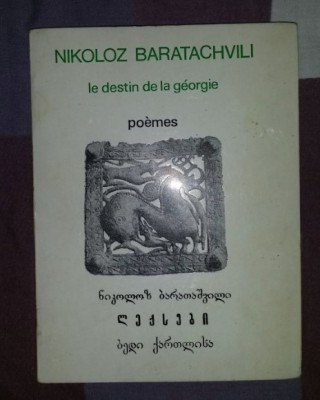 NIKOLOZ BARATACHVILI
le destin de la géorgie
poèmes
ნიკოლოზ ბარათაშვილი
ლექსები
ბედი ქართლისა